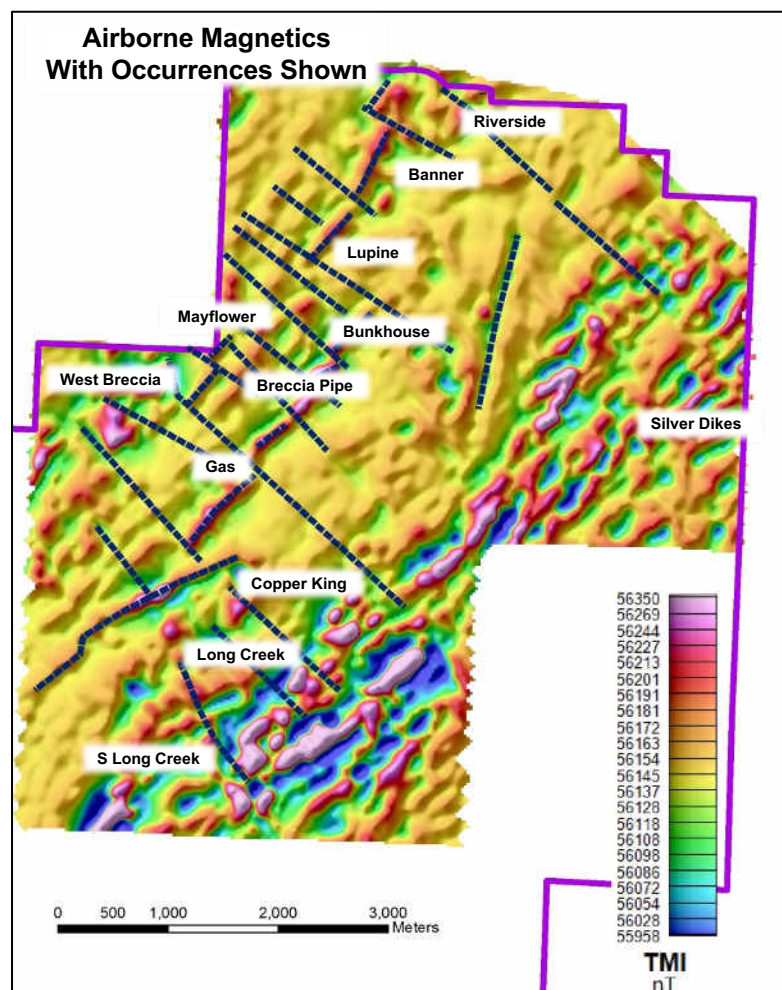 Airborne Magnetics
With Occurrences Shown
Riverside
Banner
Lupine
Mayflower
Bunkhouse
West Breccia
Breccia Pipe
Silver Dikes
Gas
Copper King
Long Creek
S Long Creek
56350
56269
56244
56227
56213
56201
56191
56181
56172
56163
56154
56145
56137
56128
56118
56108
56098
56086
56072
56054
56028
55958
0 500 1,000 2,000 3,000
Meters
TMI
nT